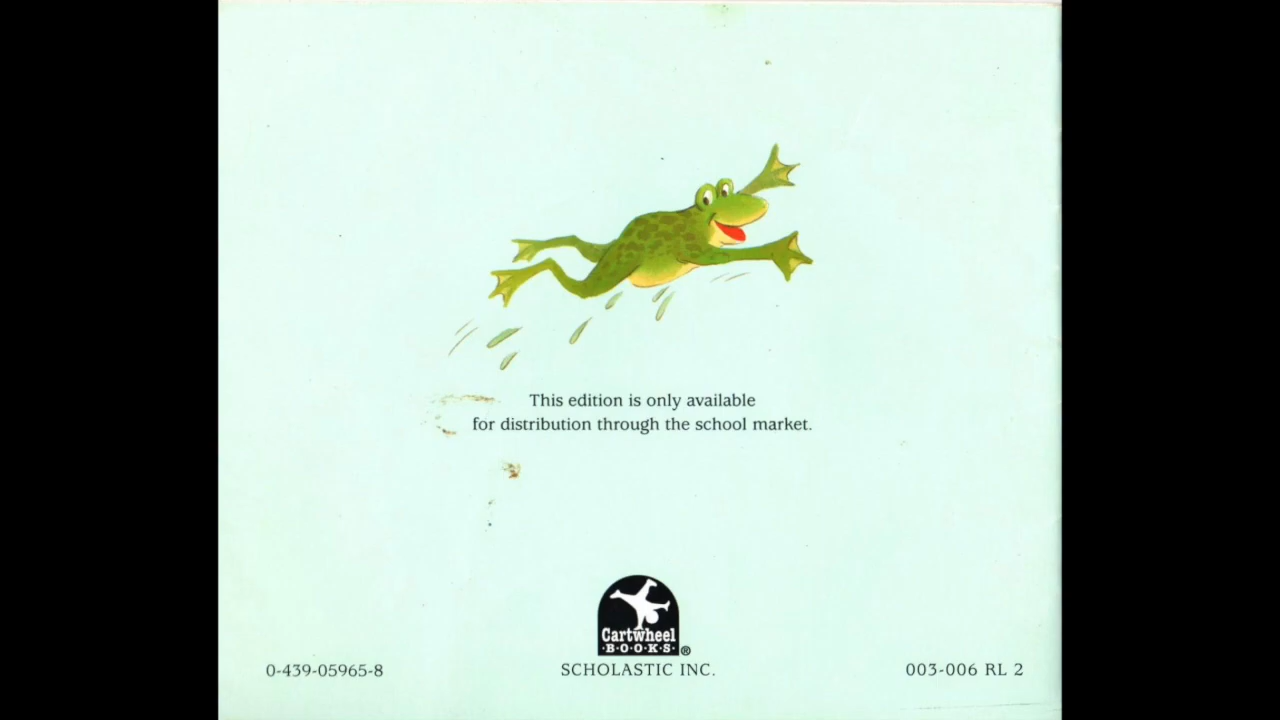 This edition is only available
for distribution through the school market.
Cartwheel
·B·O·O·K·S· ®
0-439-05965-8
SCHOLASTIC INC.
003-006 RL 2